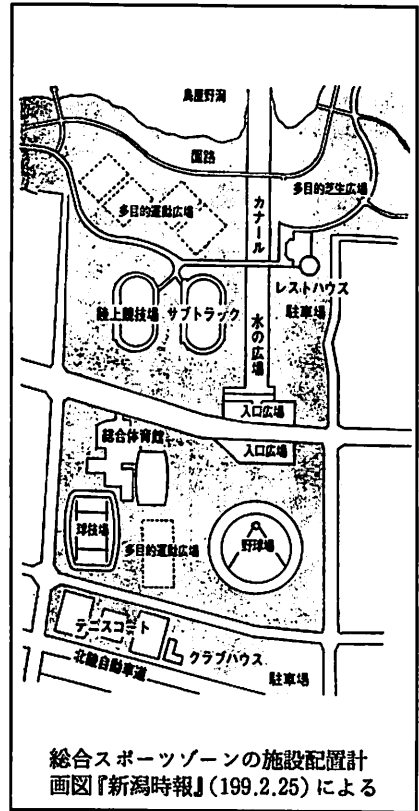 鳥屋野潟
園路
カナール
多目的芝生広場
多目的運動広場
レストハウス
陸上競技場
サブトラック
駐車場
水の広場
入口広場
総合体育館
入口広場
球技場
多目的運動広場
野球場
テニスコート
クラブハウス
北陸自動車道
駐車場
総合スポーツゾーンの施設配置計
画図『新潟時報』(199.2.25)による